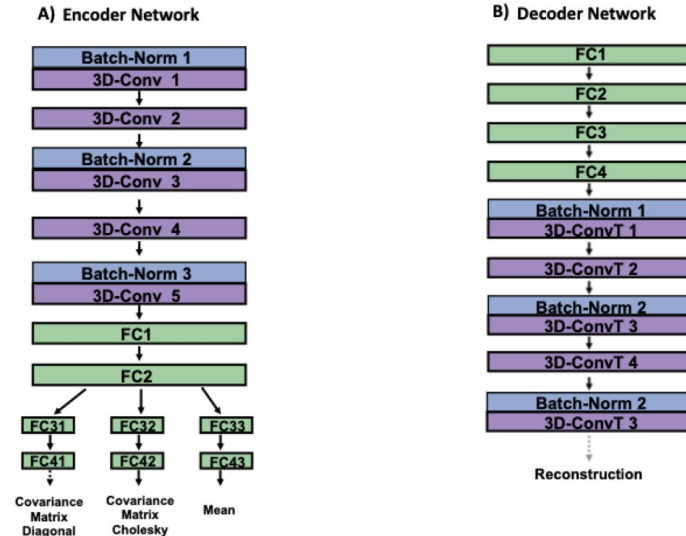 A) Encoder Network
Batch-Norm 1
3D-Conv 1
3D-Conv 2
Batch-Norm 2
3D-Conv 3
3D-Conv 4
Batch-Norm 3
3D-Conv 5
FC1
FC2
FC31 FC32 FC33
FC41 FC42 FC43
Covariance
Matrix
Diagonal
Covariance
Matrix
Cholesky
Mean
B) Decoder Network
FC1
FC2
FC3
FC4
Batch-Norm 1
3D-ConvT 1
3D-ConvT 2
Batch-Norm 2
3D-ConvT 3
3D-ConvT 4
Batch-Norm 2
3D-ConvT 3
Reconstruction